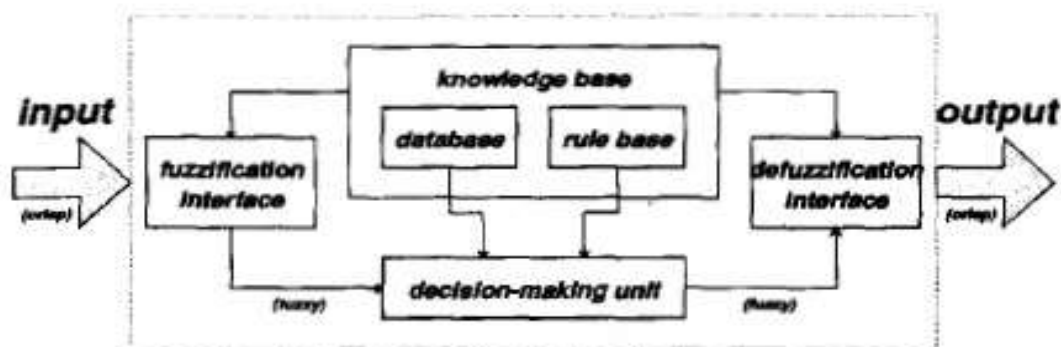 knowledge base
input
output
database
rule base
fuzzification
interface
defuzzification
interface
(crisp)
(crisp)
decision-making unit
(fuzzy)
(fuzzy)